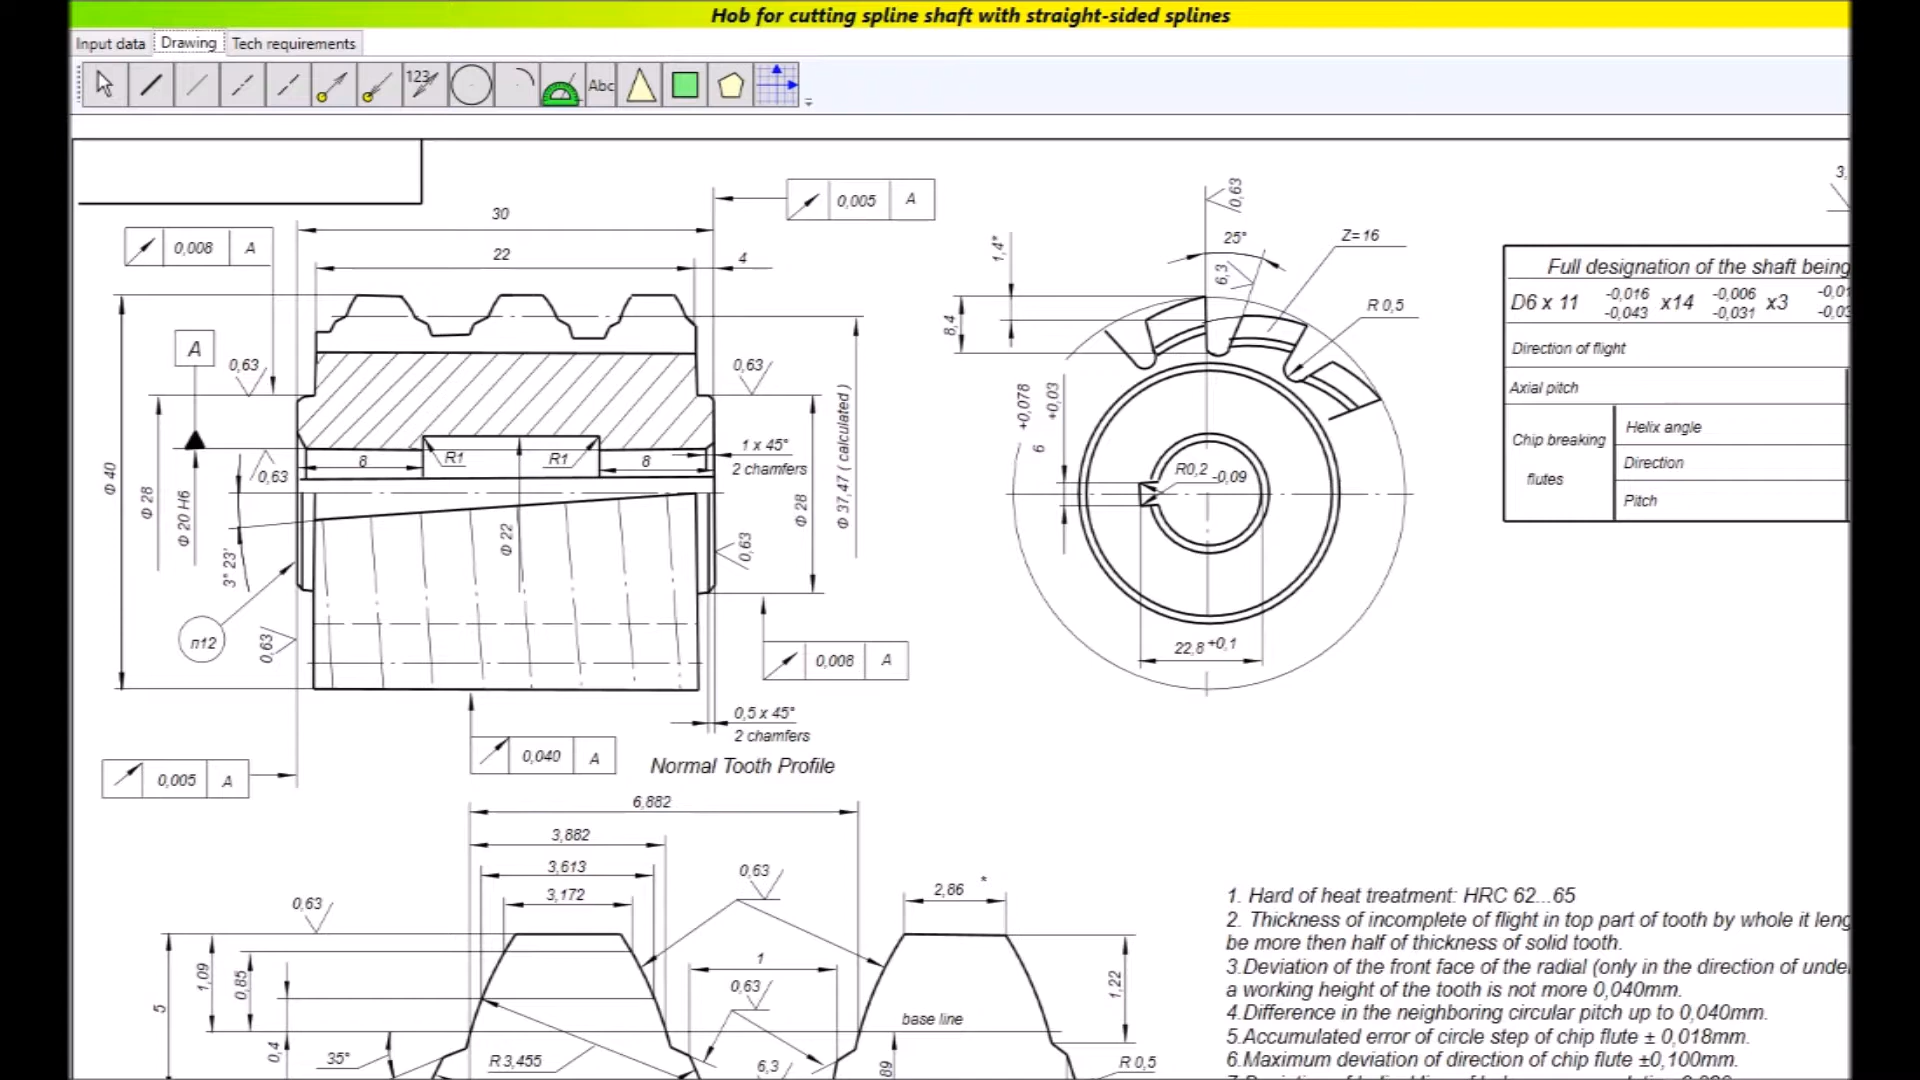 Hob for cutting spline shaft with straight-sided splines
Input data Drawing Tech requirements
123
Abc
0,005 A
30
0,008 A
22
4
A
0,63
0,63
8
R1
R1
8
1 x 45°
2 chamfers
0,63
Ф 40
Ф 28
Ф 20 H6
3° 23'
Ф 22
Ф 28
Ф 37,47 ( calculated )
0,63
п12
0,63
0,008 A
0,5 x 45°
2 chamfers
0,040 A
0,005 A
0,63
25°
Z=16
1,4*
6,3
8,4
R 0,5
+0,078
+0,03
6
R0,2
-0,09
22,8 +0,1
3,
Full designation of the shaft being
D6 x 11 -0,016 -0,043 x14 -0,006 -0,031 x3
Direction of flight
Axial pitch
Chip breaking
flutes
Helix angle
Direction
Pitch
Normal Tooth Profile
6,882
3,882
3,613
3,172
0,63
0,63
2,86 *
1
0,63
1,09
0,85
5
0,4
35°
R 3,455
6,3
base line
1,22
89
R 0,5
1. Hard of heat treatment: HRC 62...65
2. Thickness of incomplete of flight in top part of tooth by whole it leng
be more then half of thickness of solid tooth.
3.Deviation of the front face of the radial (only in the direction of unde
a working height of the tooth is not more 0,040mm.
4.Difference in the neighboring circular pitch up to 0,040mm.
5.Accumulated error of circle step of chip flute ± 0,018mm.
6.Maximum deviation of direction of chip flute ±0,100mm.